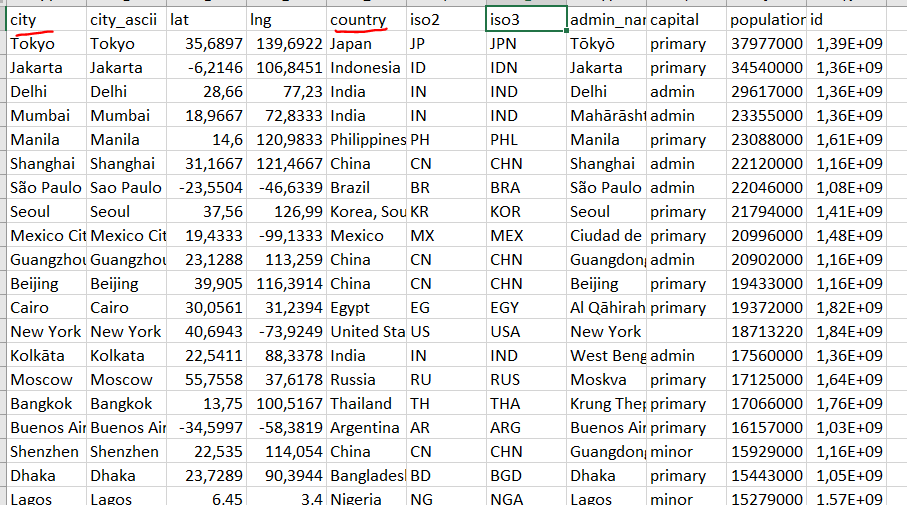 city city_ascii lat lng country iso2 iso3 admin_nar capital population id
Tokyo Tokyo 35,6897 139,6922 Japan JP JPN Tōkyō primary 37977000 1,39E+09
Jakarta Jakarta -6,2146 106,8451 Indonesia ID IDN Jakarta primary 34540000 1,36E+09
Delhi Delhi 28,66 77,23 India IN IND Delhi admin 29617000 1,36E+09
Mumbai Mumbai 18,9667 72,8333 India IN IND Mahārāsht admin 23355000 1,36E+09
Manila Manila 14,6 120,9833 Philippines PH PHL Manila primary 23088000 1,61E+09
Shanghai Shanghai 31,1667 121,4667 China CN CHN Shanghai admin 22120000 1,16E+09
São Paulo Sao Paulo -23,5504 -46,6339 Brazil BR BRA São Paulo admin 22046000 1,08E+09
Seoul Seoul 37,56 126,99 Korea, Sou KR KOR Seoul primary 21794000 1,41E+09
Mexico Cit Mexico Cit 19,4333 -99,1333 Mexico MX MEX Ciudad de primary 20996000 1,48E+09
Guangzhou Guangzhou 23,1288 113,259 China CN CHN Guangdong admin 20902000 1,16E+09
Beijing Beijing 39,905 116,3914 China CN CHN Beijing primary 19433000 1,16E+09
Cairo Cairo 30,0561 31,2394 Egypt EG EGY Al Qāhirah primary 19372000 1,82E+09
New York New York 40,6943 -73,9249 United Sta US USA New York 18713220 1,84E+09
Kolkāta Kolkata 22,5411 88,3378 India IN IND West Beng admin 17560000 1,36E+09
Moscow Moscow 55,7558 37,6178 Russia RU RUS Moskva primary 17125000 1,64E+09
Bangkok Bangkok 13,75 100,5167 Thailand TH THA Krung Thep primary 17066000 1,76E+09
Buenos Air Buenos Air -34,5997 -58,3819 Argentina AR ARG Buenos Air primary 16157000 1,03E+09
Shenzhen Shenzhen 22,535 114,054 China CN CHN Guangdong minor 15929000 1,16E+09
Dhaka Dhaka 23,7289 90,3944 Bangladesh BD BGD Dhaka primary 15443000 1,05E+09
Lagos Lagos 6,45 3,4 Nigeria NG NGA Lagos minor 15279000 1,57E+09